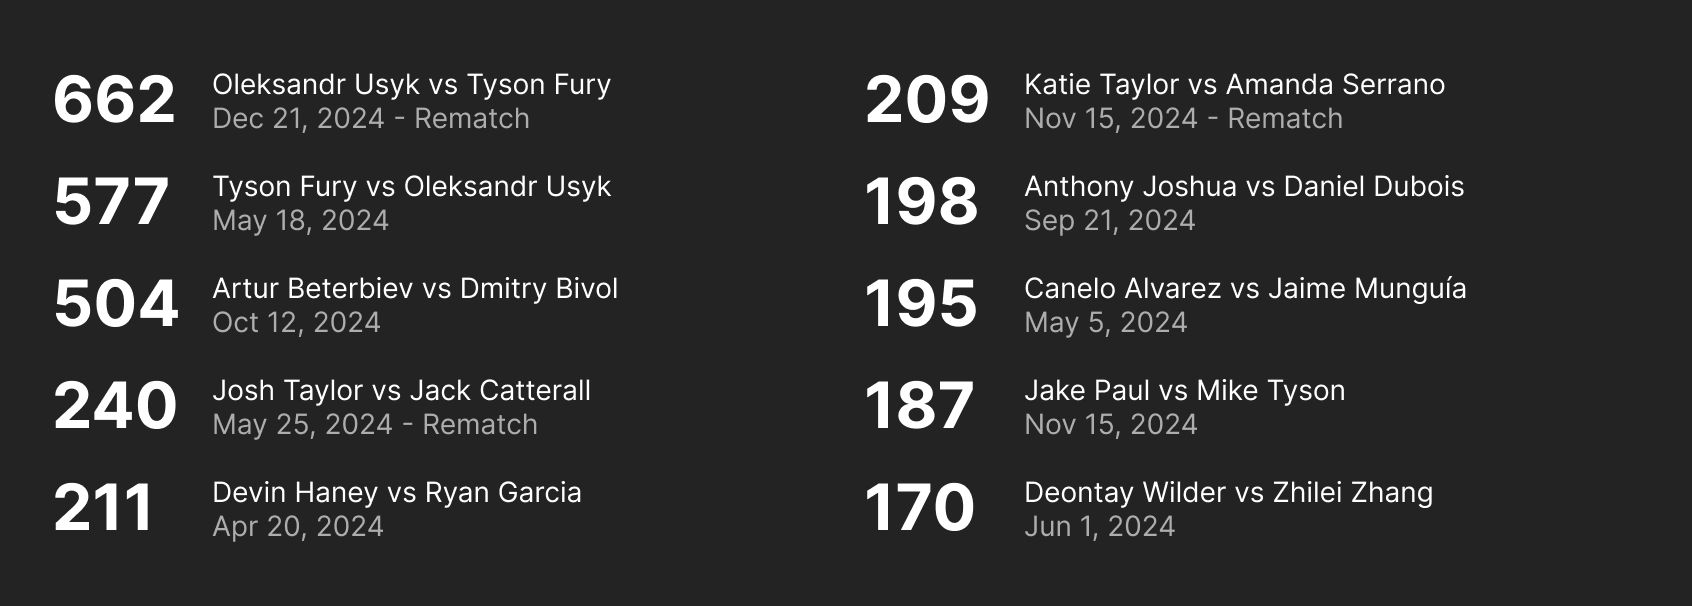 662
Oleksandr Usyk vs Tyson Fury
Dec 21, 2024 - Rematch
577
Tyson Fury vs Oleksandr Usyk
May 18, 2024
504
Artur Beterbiev vs Dmitry Bivol
Oct 12, 2024
240
Josh Taylor vs Jack Catterall
May 25, 2024 - Rematch
211
Devin Haney vs Ryan Garcia
Apr 20, 2024
209
Katie Taylor vs Amanda Serrano
Nov 15, 2024 - Rematch
198
Anthony Joshua vs Daniel Dubois
Sep 21, 2024
195
Canelo Alvarez vs Jaime Munguía
May 5, 2024
187
Jake Paul vs Mike Tyson
Nov 15, 2024
170
Deontay Wilder vs Zhilei Zhang
Jun 1, 2024